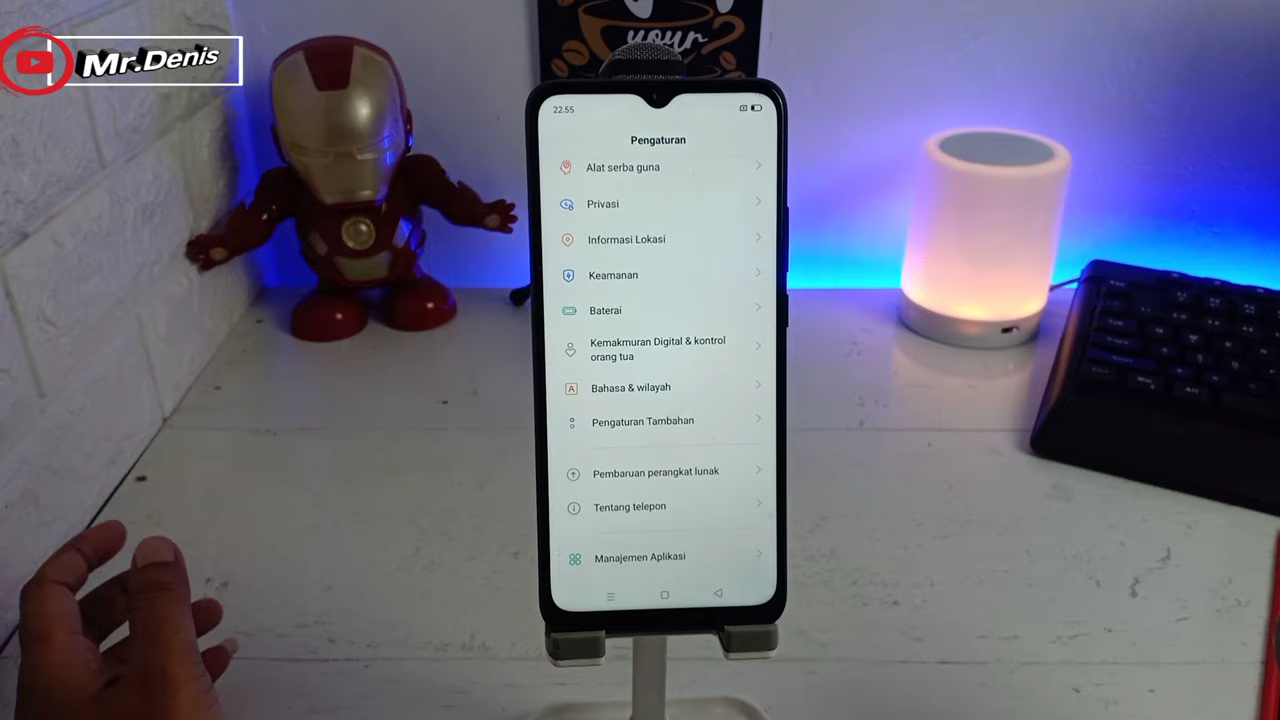 Mr.Denis
your
22.55
Pengaturan
Alat serba guna
Privasi
Informasi Lokasi
Keamanan
Baterai
Kemakmuran Digital & kontrol
orang tua
Bahasa & wilayah
Pengaturan Tambahan
Pembaruan perangkat lunak
Tentang telepon
Manajemen Aplikasi